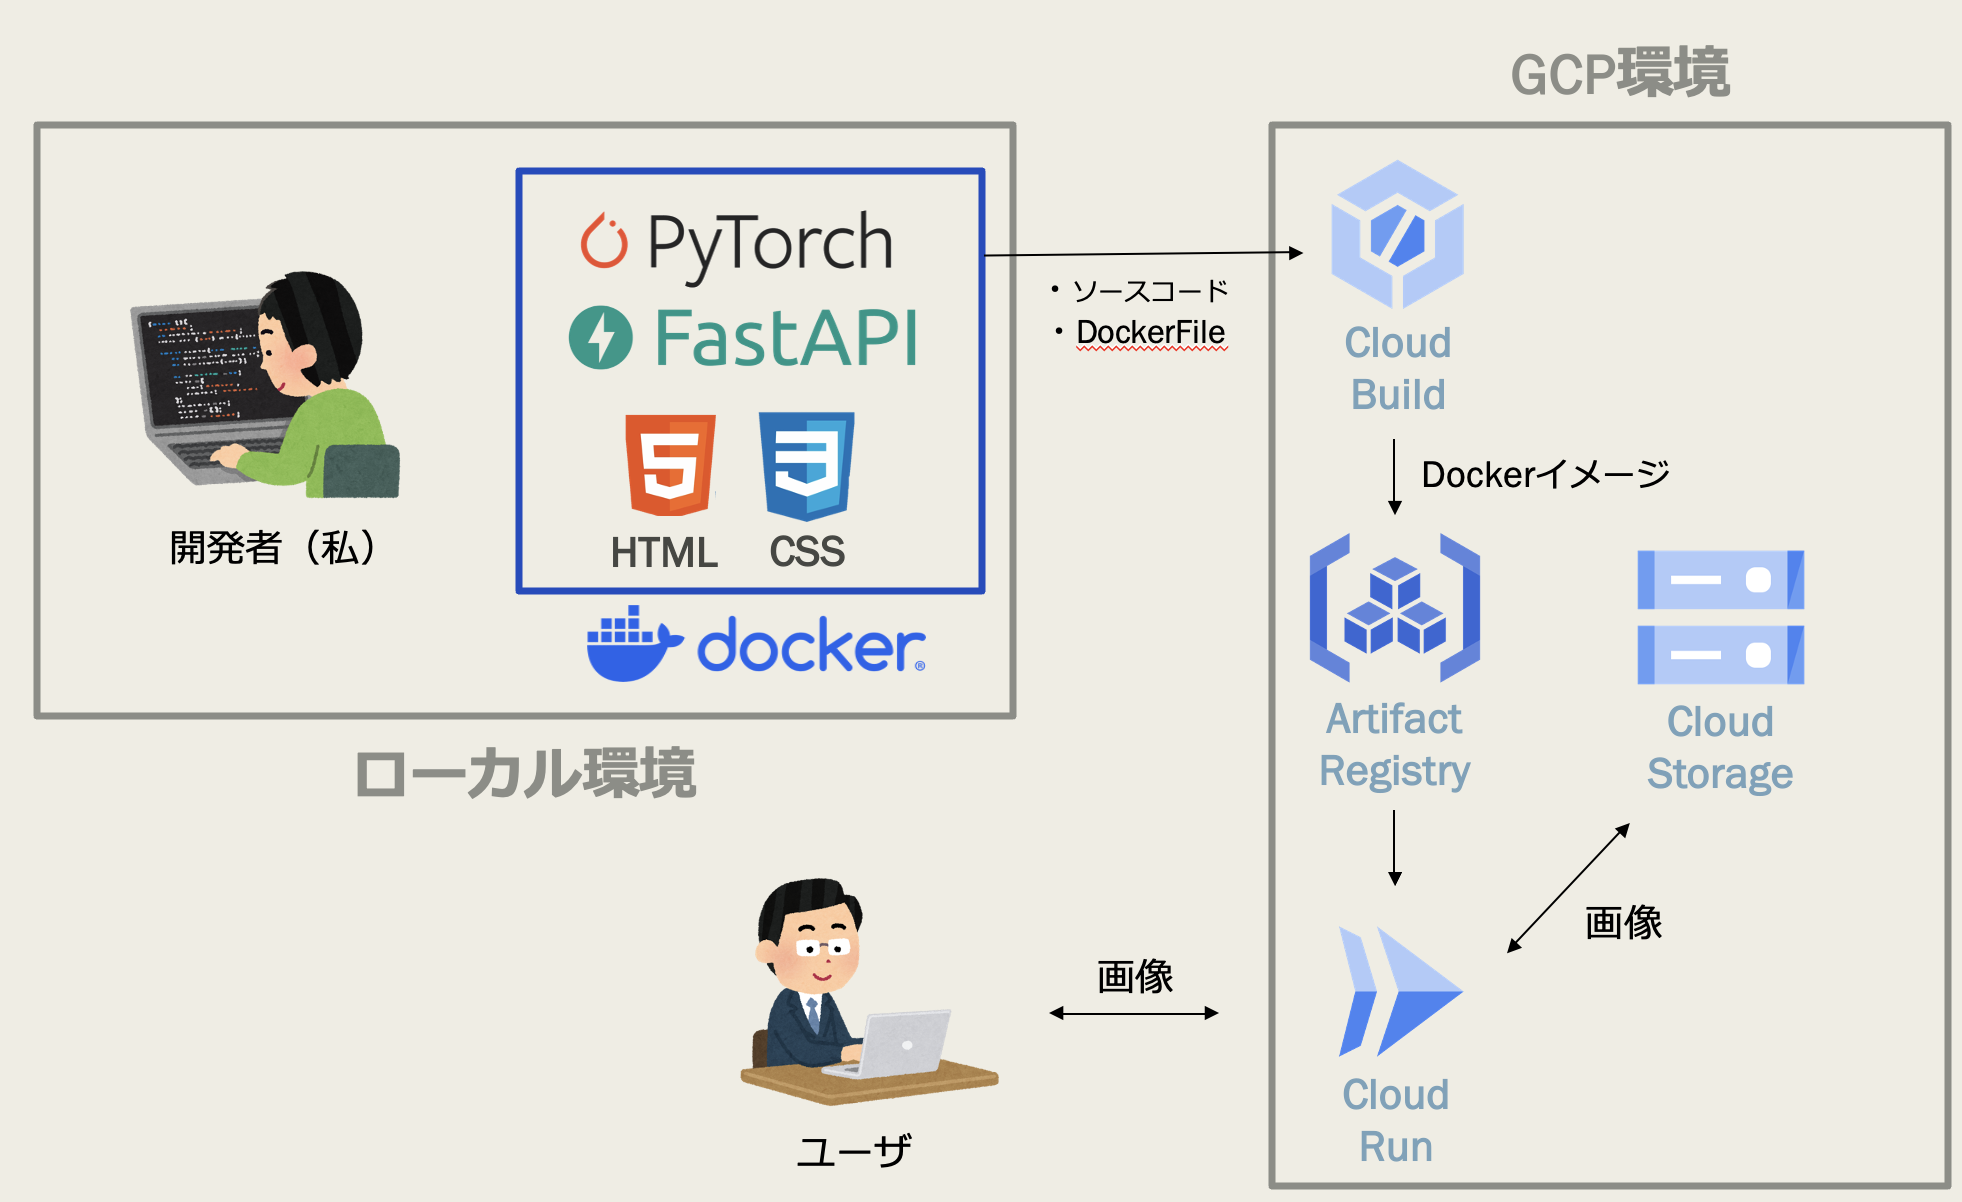 GCP環境
PyTorch
FastAPI
HTML
CSS
docker®
開発者（私）
ローカル環境
・ソースコード
・DockerFile
Cloud
Build
Dockerイメージ
Artifact
Registry
Cloud
Storage
画像
画像
Cloud
Run
ユーザ